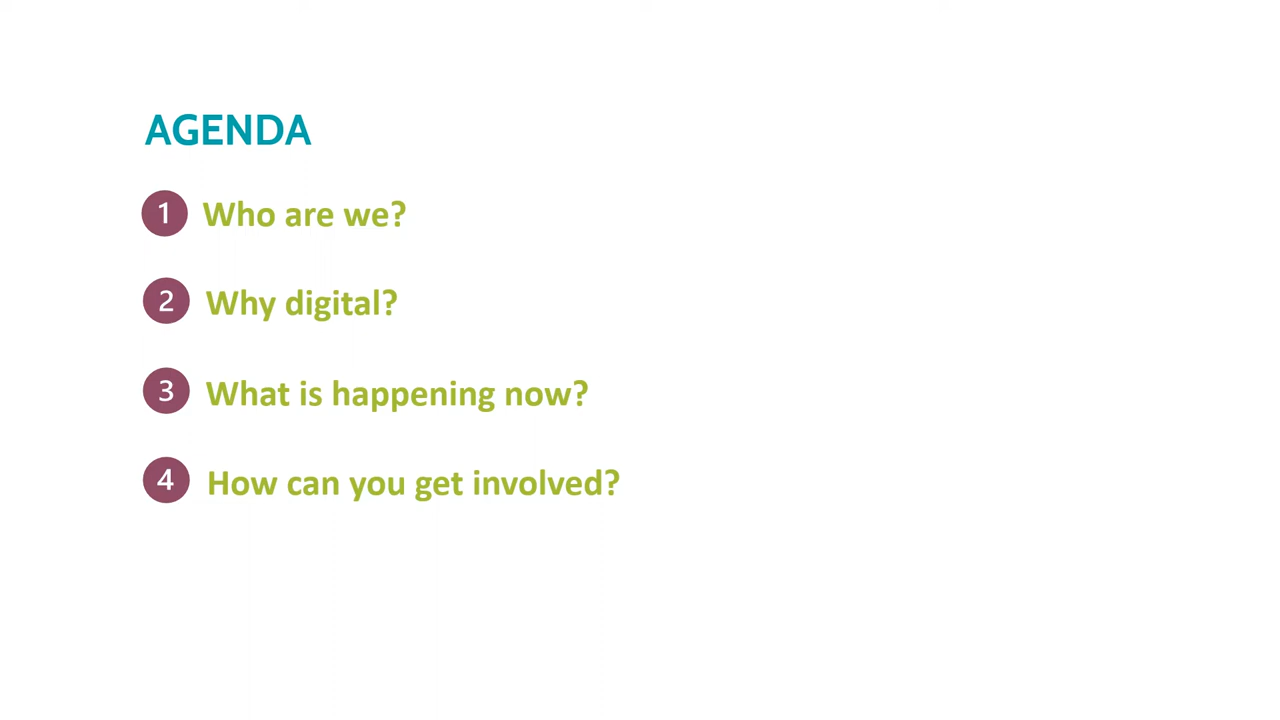 AGENDA
1 Who are we?
2 Why digital?
3 What is happening now?
4 How can you get involved?